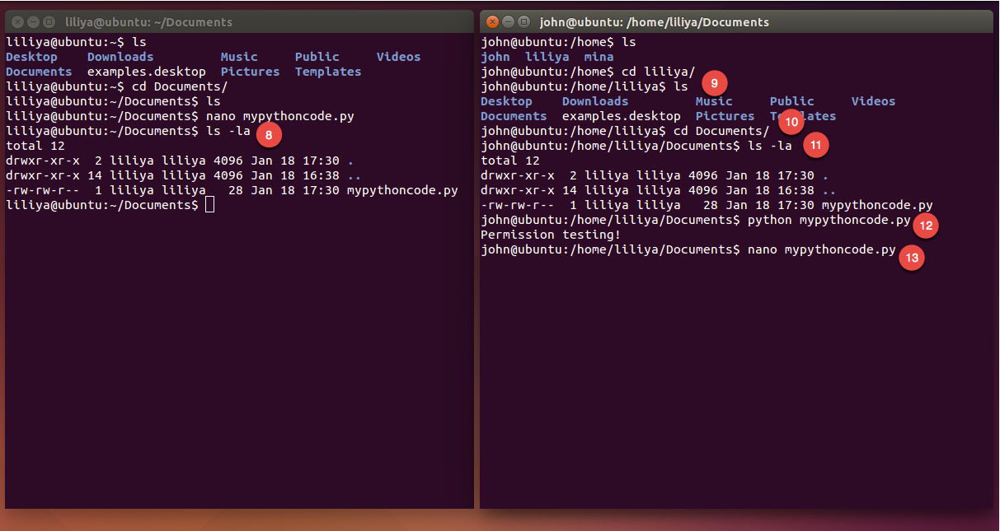 liliya@ubuntu: ~/Documents
liliya@ubuntu:~$ ls
Desktop    Downloads         Music     Public     Videos
Documents  examples.desktop  Pictures  Templates
liliya@ubuntu:~$ cd Documents/
liliya@ubuntu:~/Documents$ ls
liliya@ubuntu:~/Documents$ nano mypythoncode.py
liliya@ubuntu:~/Documents$ ls -la 8
total 12
drwxr-xr-x  2 liliya liliya 4096 Jan 18 17:30 .
drwxr-xr-x 14 liliya liliya 4096 Jan 18 16:38 ..
-rw-rw-r--  1 liliya liliya   28 Jan 18 17:30 mypythoncode.py
liliya@ubuntu:~/Documents$
john@ubuntu: /home/liliya/Documents
john@ubuntu:/home$ ls
john  liliya  mina
john@ubuntu:/home$ cd liliya/ 9
john@ubuntu:/home/liliya$ ls
Desktop    Downloads         Music     Public     Videos
Documents  examples.desktop  Pictures  10
john@ubuntu:/home/liliya$ cd Documents/
john@ubuntu:/home/liliya/Documents$ ls -la 11
total 12
drwxr-xr-x  2 liliya liliya 4096 Jan 18 17:30 .
drwxr-xr-x 14 liliya liliya 4096 Jan 18 16:38 ..
-rw-rw-r--  1 liliya liliya   28 Jan 18 17:30 mypythoncode.py
john@ubuntu:/home/liliya/Documents$ python mypythoncode.py 12
Permission testing!
john@ubuntu:/home/liliya/Documents$ nano mypythoncode.py 13